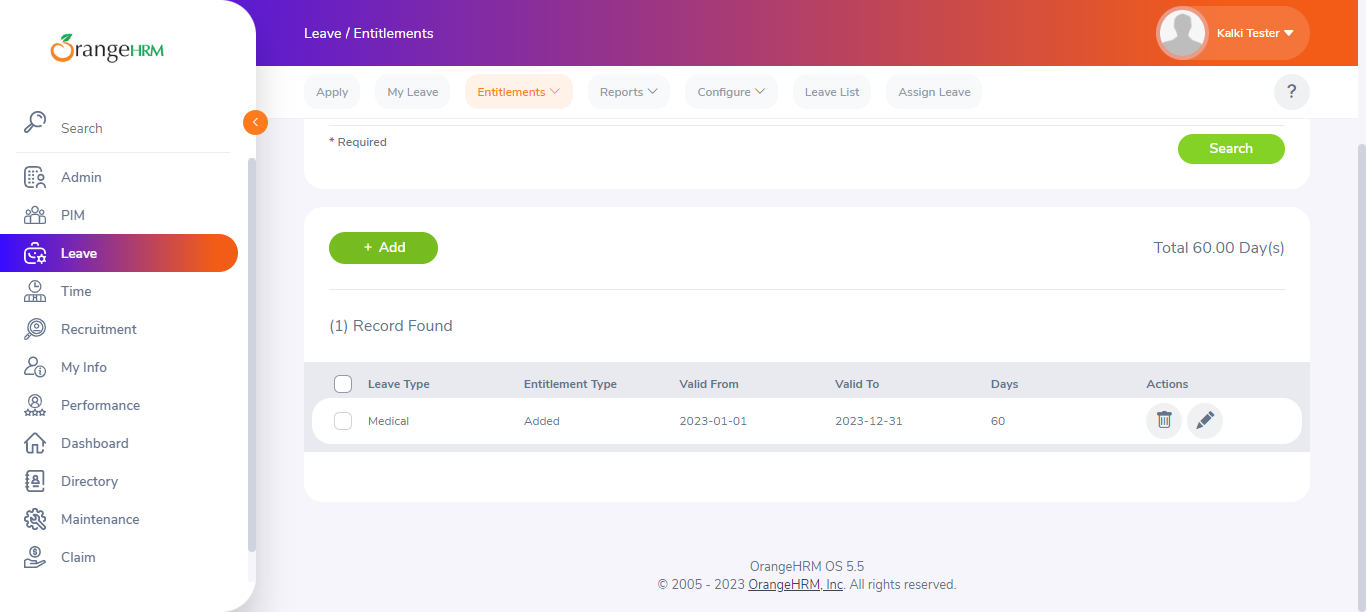 OrangeHRM
Leave / Entitlements
Kalki Tester
Apply
My Leave
Entitlements
Reports
Configure
Leave List
Assign Leave
?
Search
Admin
PIM
Leave
Time
Recruitment
My Info
Performance
Dashboard
Directory
Maintenance
Claim
* Required
Search
+ Add
Total 60.00 Day(s)
(1) Record Found
Leave Type Entitlement Type Valid From Valid To Days Actions
Medical Added 2023-01-01 2023-12-31 60
OrangeHRM OS 5.5
© 2005 - 2023 OrangeHRM, Inc. All rights reserved.